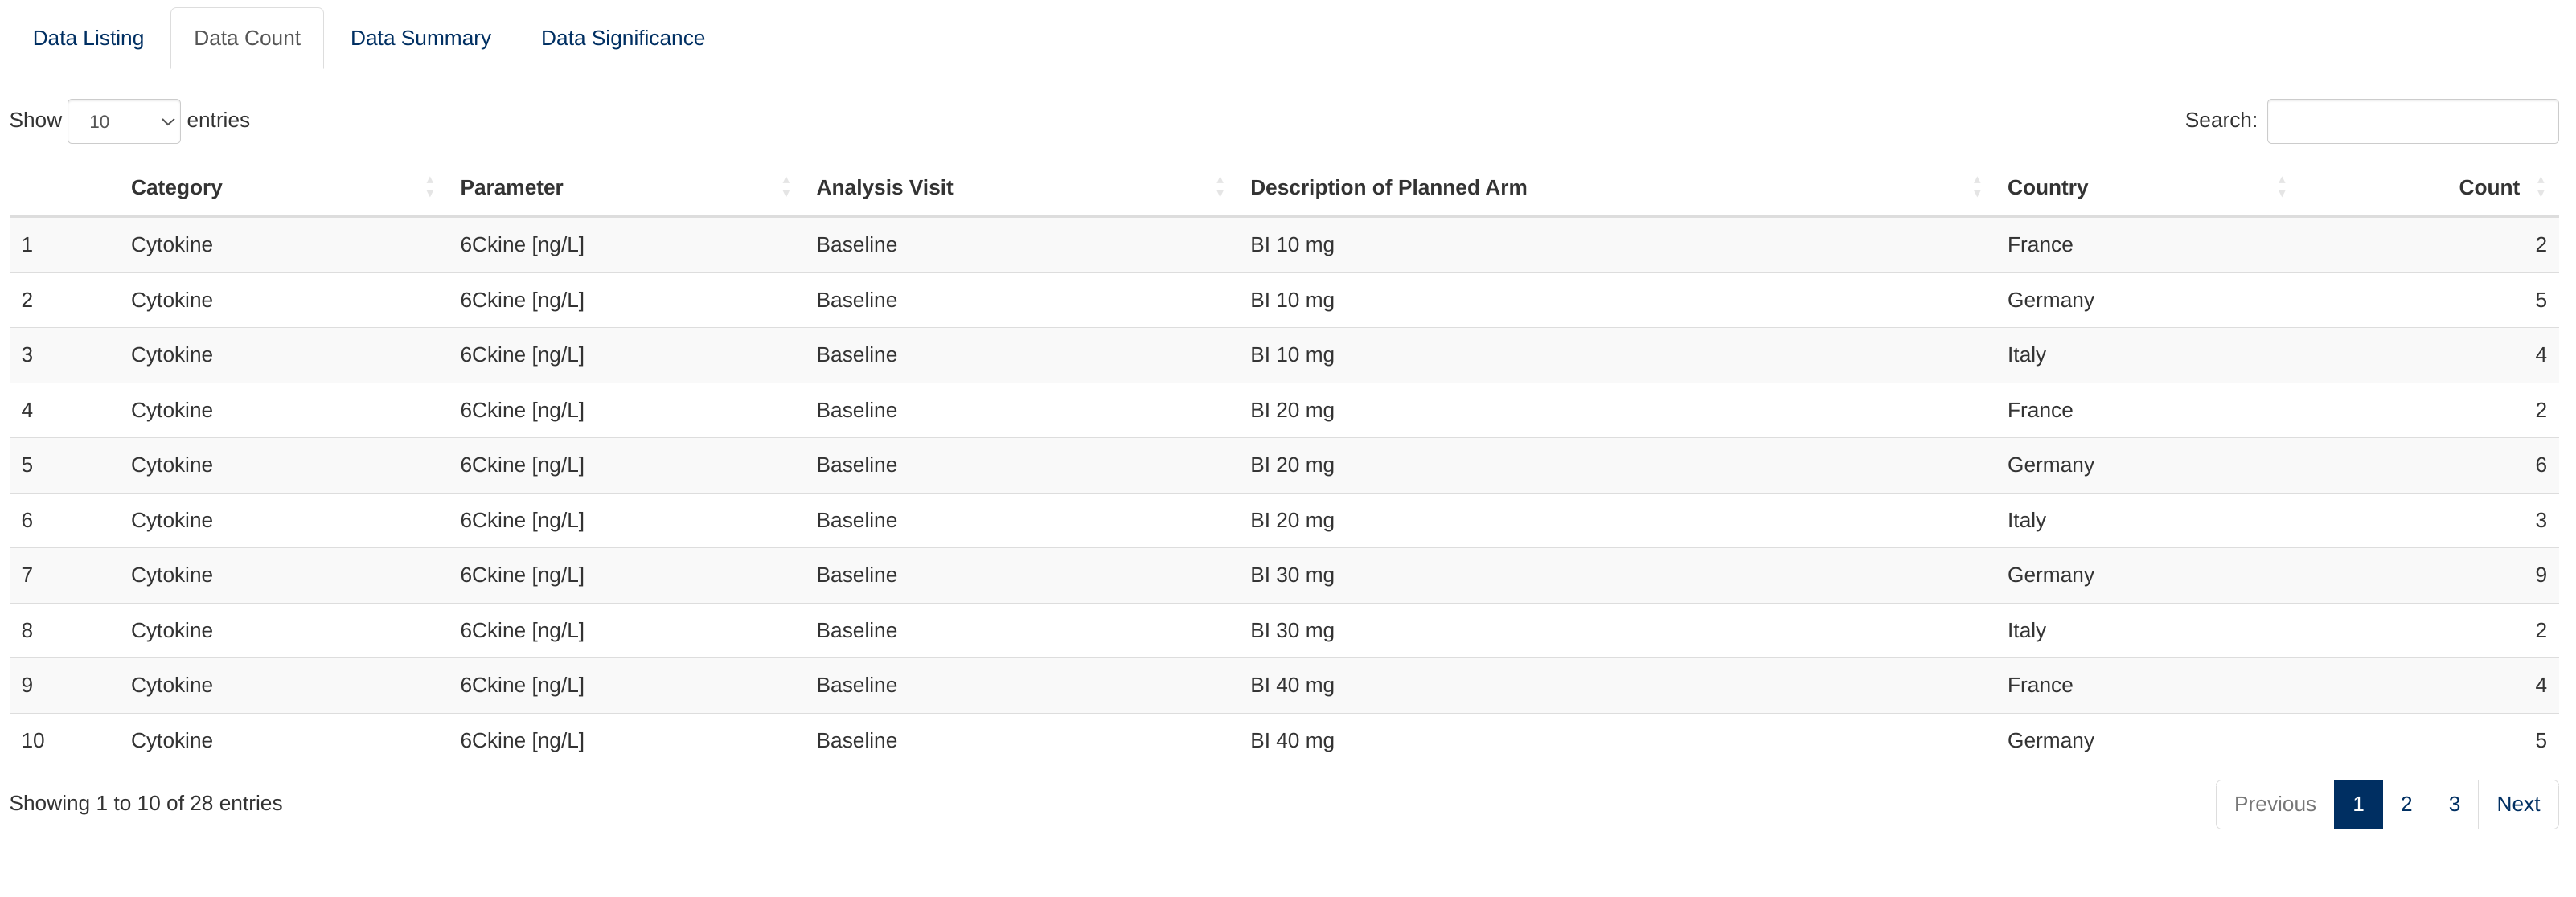 Data Listing Data Count Data Summary Data Significance
Show 10 entries Search:
Category Parameter Analysis Visit Description of Planned Arm Country Count
1 Cytokine 6Ckine [ng/L] Baseline BI 10 mg France 2
2 Cytokine 6Ckine [ng/L] Baseline BI 10 mg Germany 5
3 Cytokine 6Ckine [ng/L] Baseline BI 10 mg Italy 4
4 Cytokine 6Ckine [ng/L] Baseline BI 20 mg France 2
5 Cytokine 6Ckine [ng/L] Baseline BI 20 mg Germany 6
6 Cytokine 6Ckine [ng/L] Baseline BI 20 mg Italy 3
7 Cytokine 6Ckine [ng/L] Baseline BI 30 mg Germany 9
8 Cytokine 6Ckine [ng/L] Baseline BI 30 mg Italy 2
9 Cytokine 6Ckine [ng/L] Baseline BI 40 mg France 4
10 Cytokine 6Ckine [ng/L] Baseline BI 40 mg Germany 5
Showing 1 to 10 of 28 entries Previous 1 2 3 Next